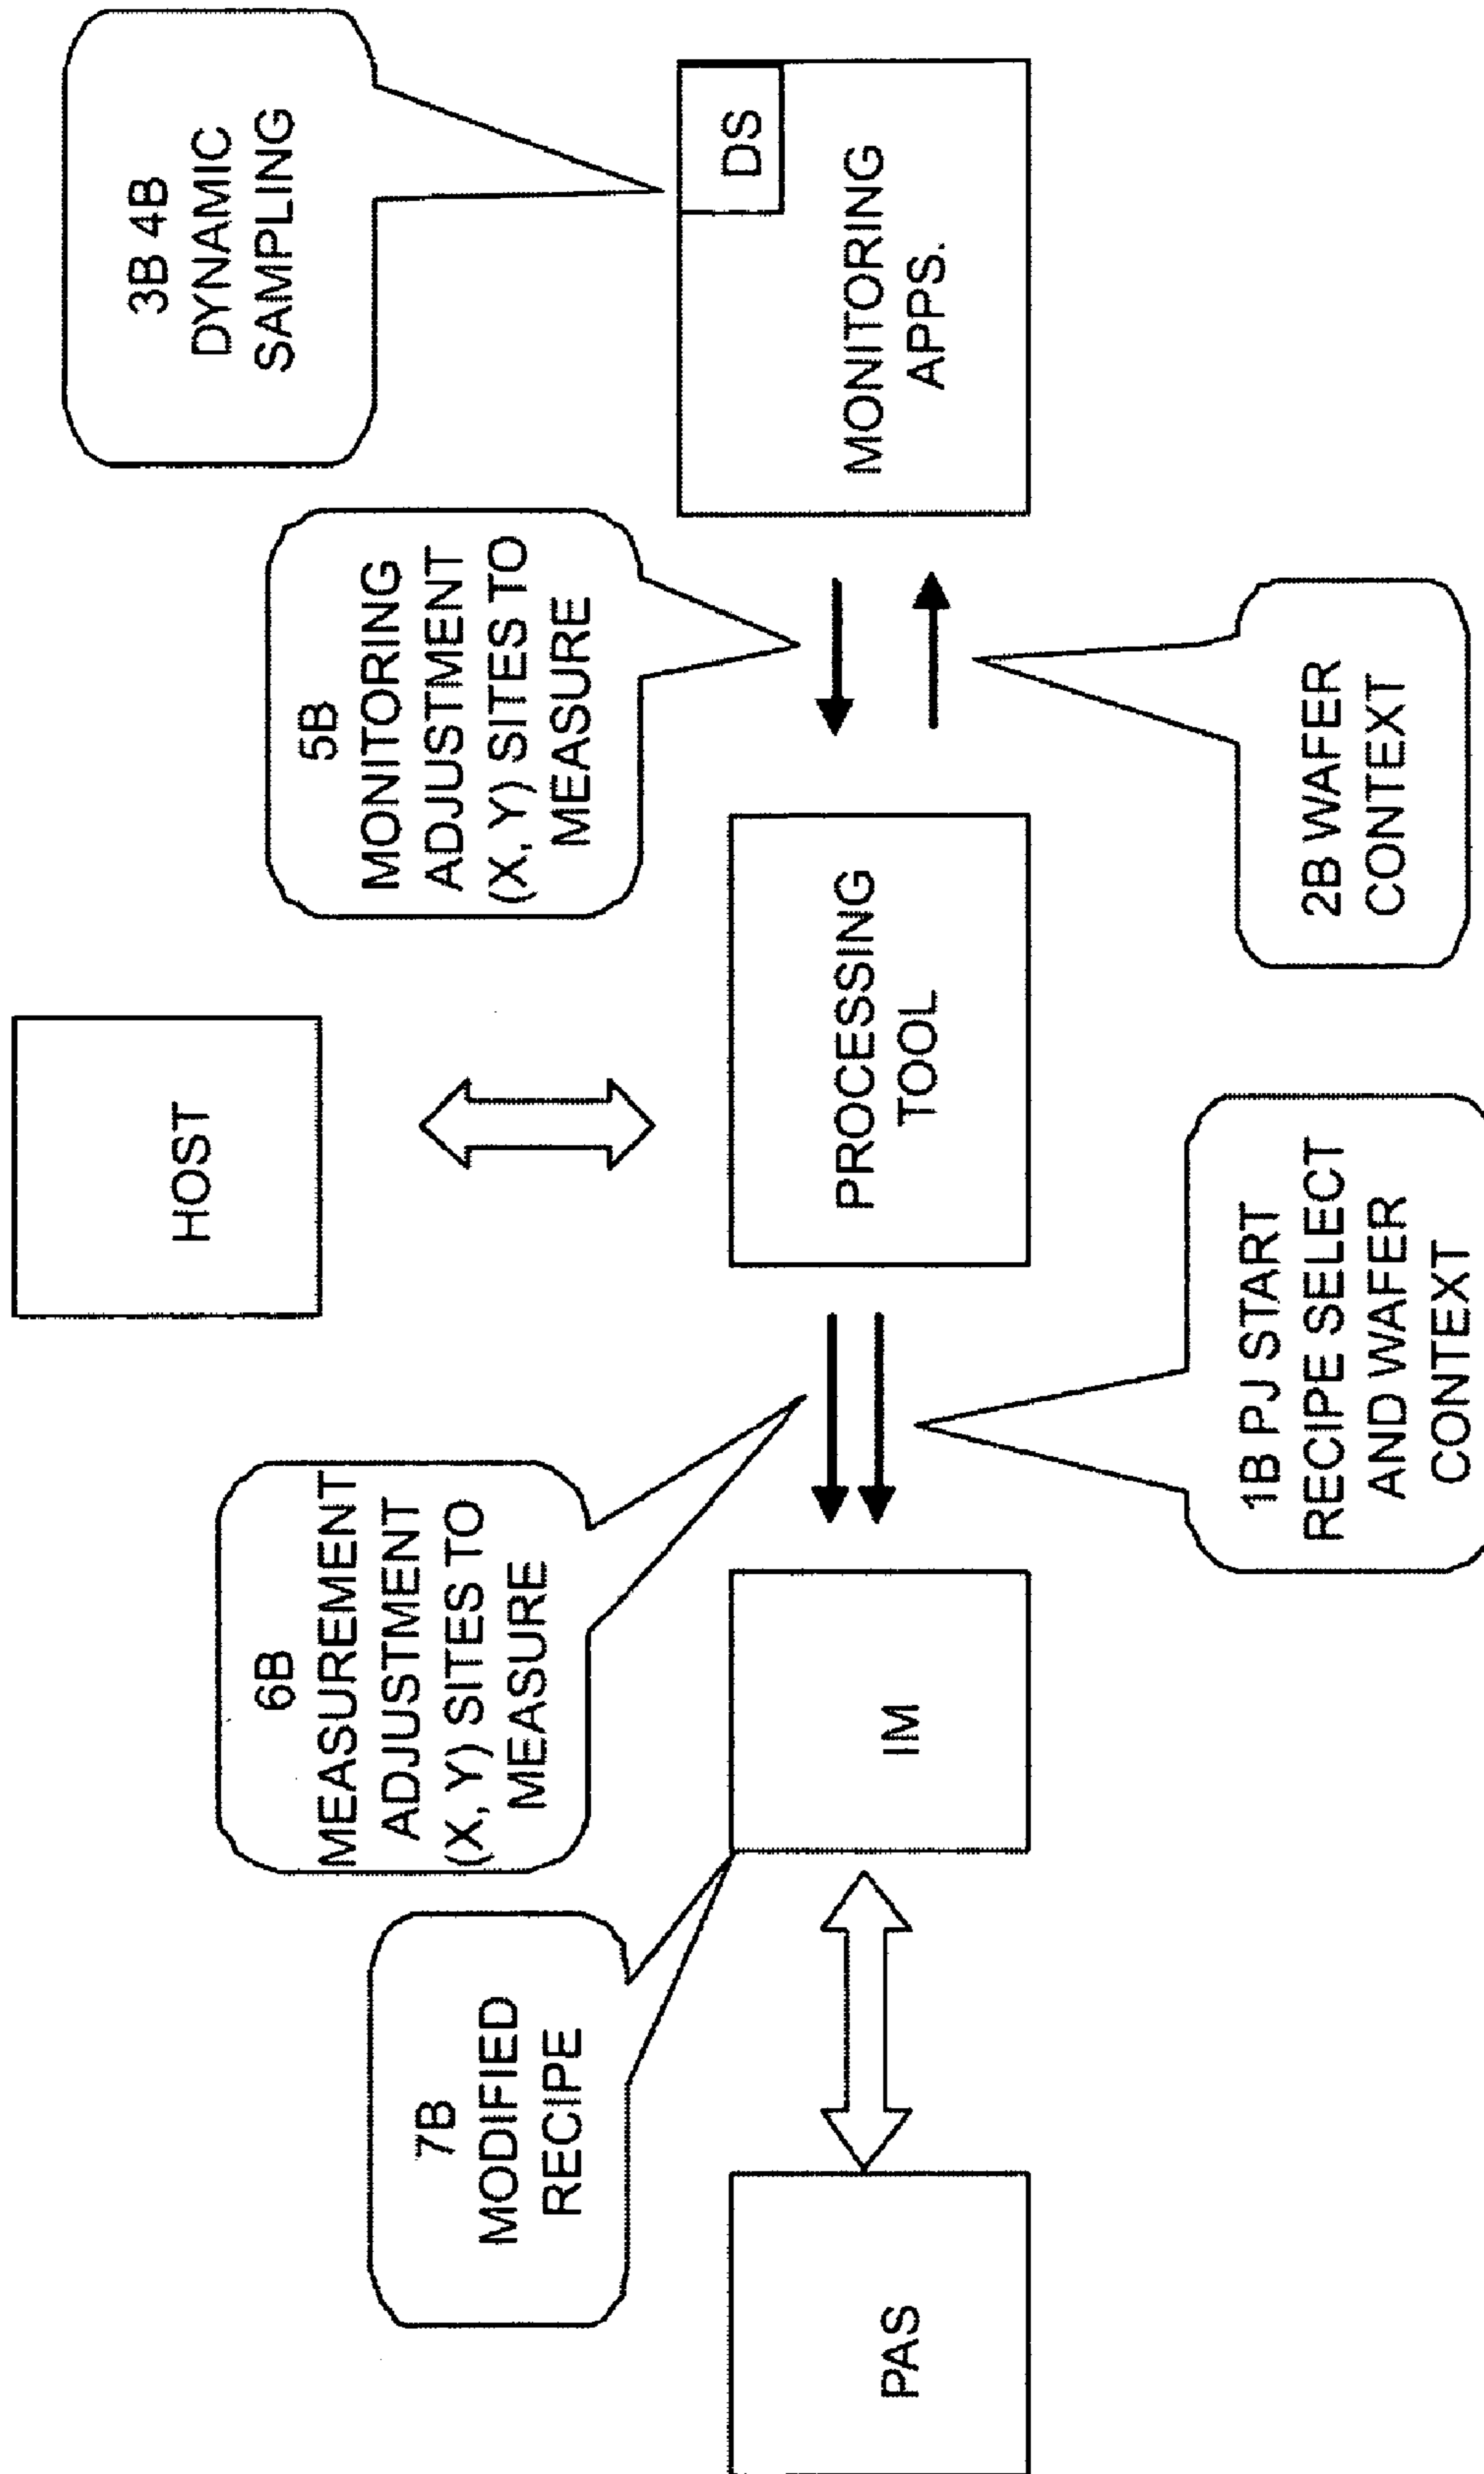 HOST
7B
MODIFIED
RECIPE
6B
MEASUREMENT
ADJUSTMENT
(X, Y) SITES TO
MEASURE
5B
MONITORING
ADJUSTMENT
(X, Y) SITES TO
MEASURE
3B 4B
DYNAMIC
SAMPLING
PAS
IM
PROCESSING
TOOL
DS
MONITORING
APPS.
1B PJ START
RECIPE SELECT
AND WAFER
CONTEXT
2B WAFER
CONTEXT